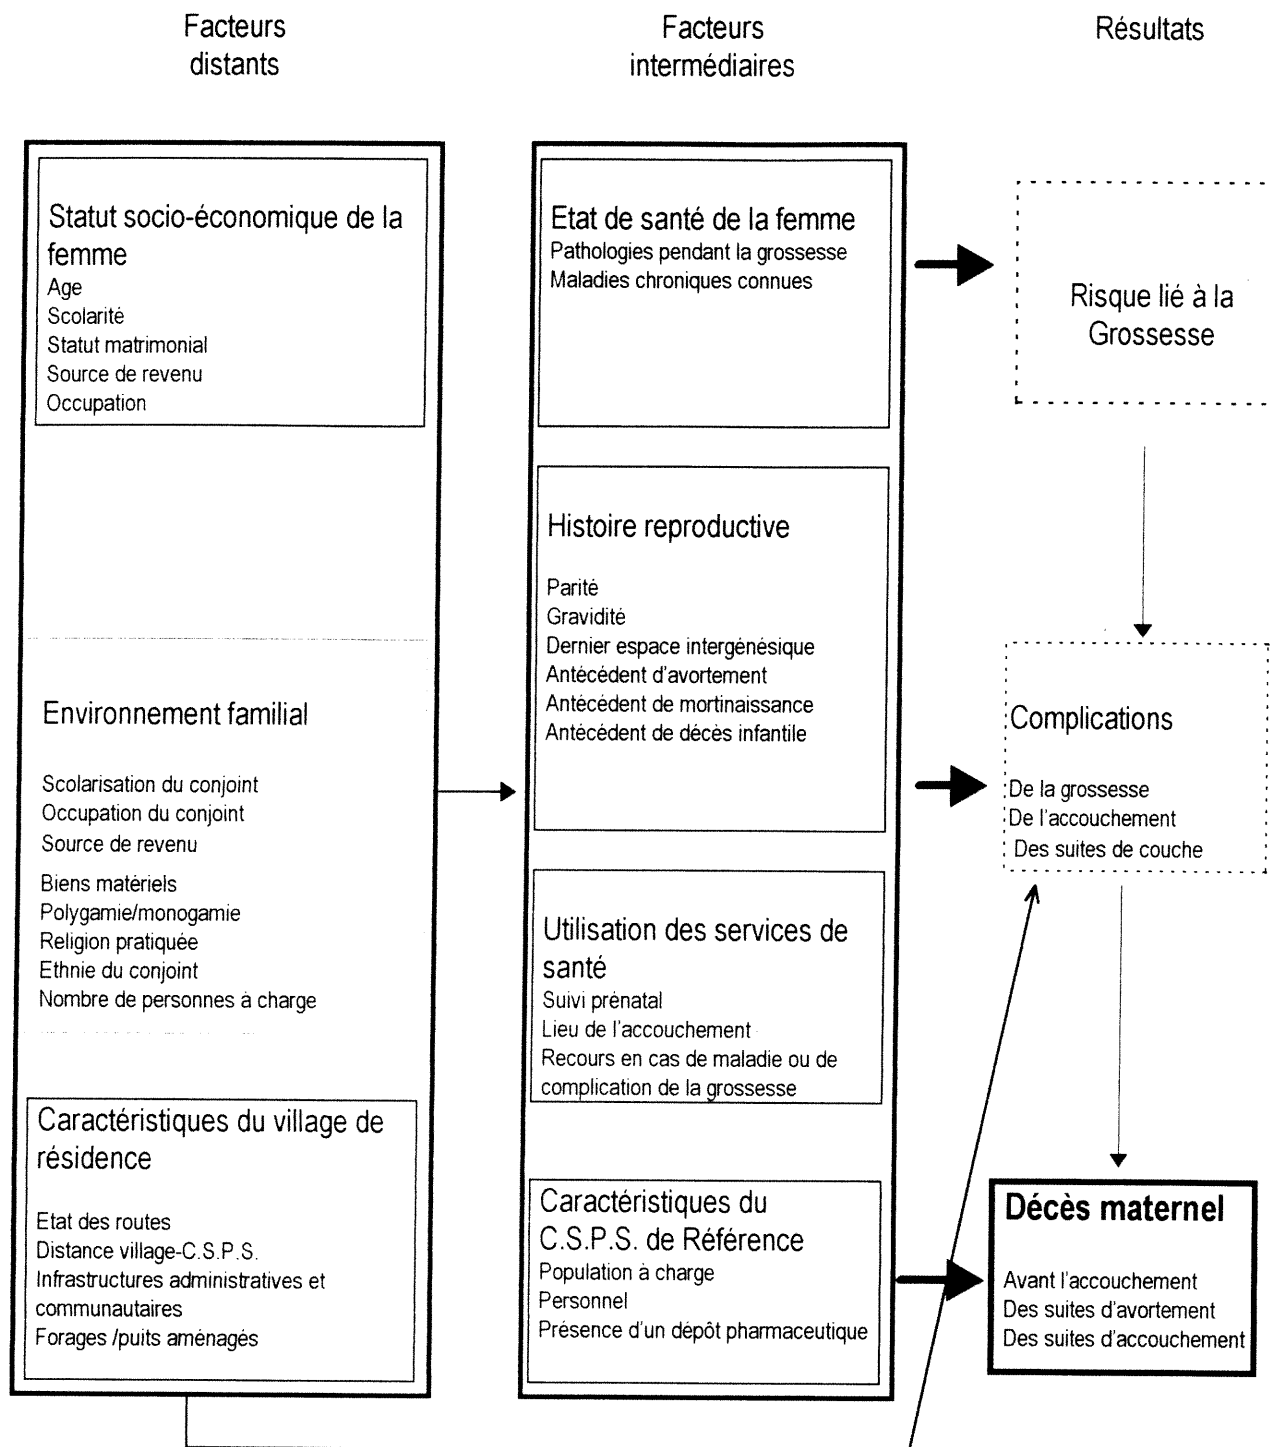 Facteurs
distants
Facteurs
intermédiaires
Résultats
Statut socio-économique de la
femme
Age
Scolarité
Statut matrimonial
Source de revenu
Occupation
Environnement familial
Scolarisation du conjoint
Occupation du conjoint
Source de revenu
Biens matériels
Polygamie/monogamie
Religion pratiquée
Ethnie du conjoint
Nombre de personnes à charge
Caractéristiques du village de
résidence
Etat des routes
Distance village-C.S.P.S.
Infrastructures administratives et
communautaires
Forages /puits aménagés
Etat de santé de la femme
Pathologies pendant la grossesse
Maladies chroniques connues
Histoire reproductive
Parité
Gravidité
Dernier espace intergénésique
Antécédent d'avortement
Antécédent de mortinaissance
Antécédent de décès infantile
Utilisation des services de
santé
Suivi prénatal
Lieu de l'accouchement
Recours en cas de maladie ou de
complication de la grossesse
Caractéristiques du
C.S.P.S. de Référence
Population à charge
Personnel
Présence d'un dépôt pharmaceutique
Risque lié à la
Grossesse
Complications
De la grossesse
De l'accouchement
Des suites de couche
Décès maternel
Avant l'accouchement
Des suites d'avortement
Des suites d'accouchement